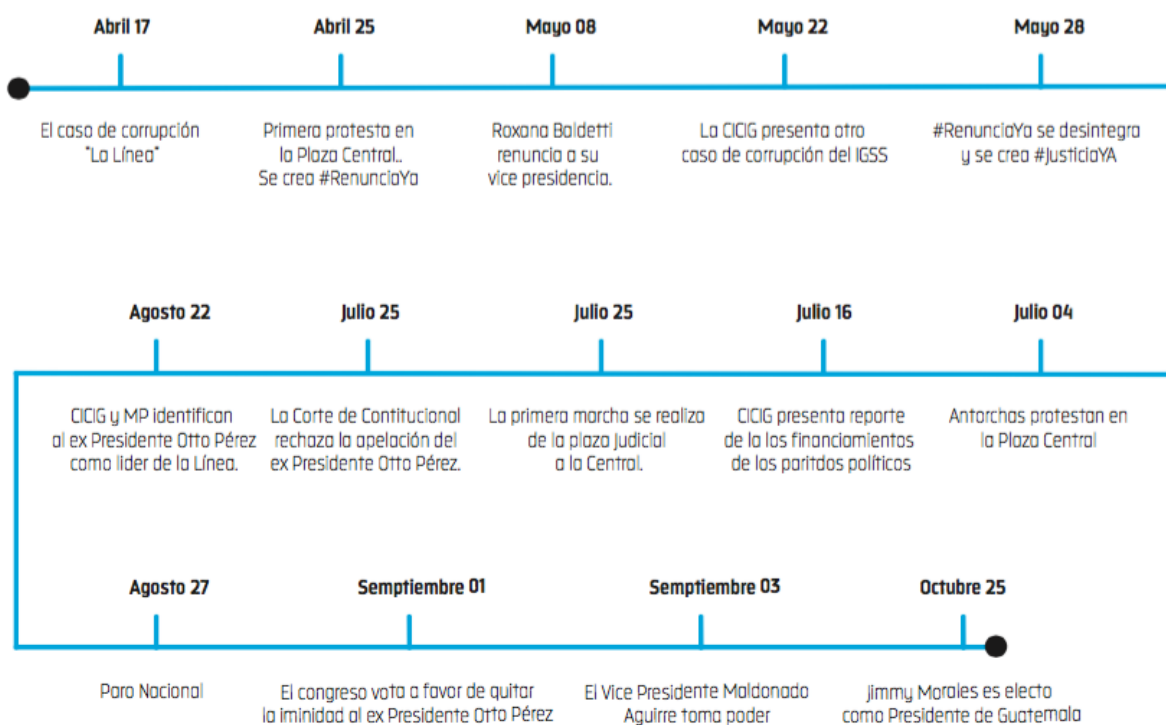 Abril 17
El caso de corrupción
"La Línea"
Abril 25
Primera protesta en
la Plaza Central..
Se crea #RenunciaYa
Mayo 08
Roxana Baldetti
renuncia a su
vice presidencia.
Mayo 22
La CICIG presenta otro
caso de corrupción del IGSS
Mayo 28
#RenunciaYa se desintegra
y se crea #JusticiaYA
Julio 04
Antorchas protestan en
la Plaza Central
Julio 16
CICIG presenta reporte
de la los financiamientos
de los paritdos políticos
Julio 25
La primera marcha se realiza
de la plaza Judicial
a la Central.
Julio 25
La Corte de Contitucional
rechaza la apelación del
ex Presidente Otto Pérez.
Agosto 22
CICIG y MP identifican
al ex Presidente Otto Pérez
como lider de la Línea.
Agosto 27
Paro Nacional
Semptiembre 01
El congreso vota a favor de quitar
la iminidad al ex Presidente Otto Pérez
Semptiembre 03
El Vice Presidente Maldonado
Aguirre toma poder
Octubre 25
Jimmy Morales es electo
como Presidente de Guatemala